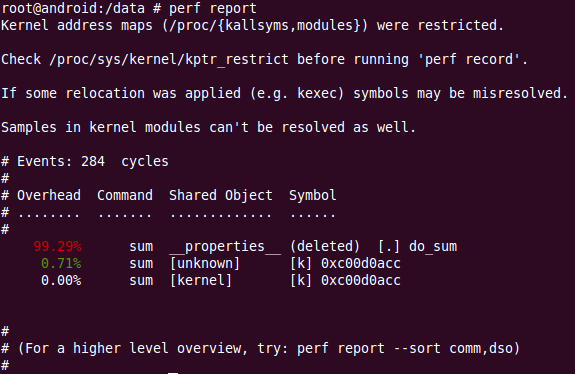 root@android:/data # perf report
Kernel address maps (/proc/{kallsyms,modules}) were restricted.
Check /proc/sys/kernel/kptr_restrict before running 'perf record'.
If some relocation was applied (e.g. kexec) symbols may be misresolved.
Samples in kernel modules can't be resolved as well.
# Events: 284  cycles
#
# Overhead  Command  Shared Object  Symbol
# ........  .......  .............  ......
#
    99.29%      sum  __properties__ (deleted)  [.] do_sum
     0.71%      sum  [unknown]      [k] 0xc00d0acc
     0.00%      sum  [kernel]       [k] 0xc00d0acc
#
# (For a higher level overview, try: perf report --sort comm,dso)
#